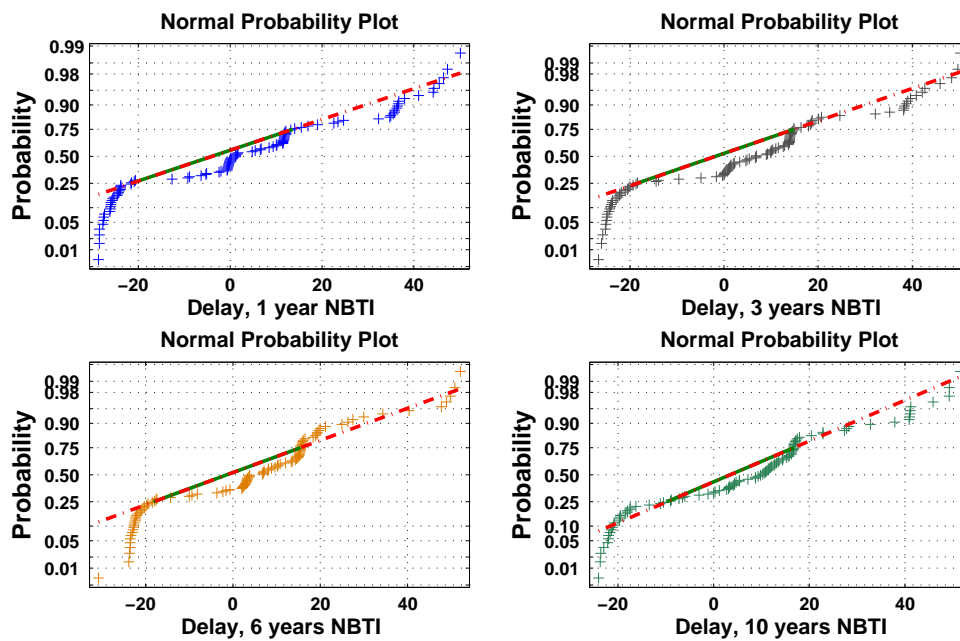 Normal Probability Plot
Probability
0.99
0.98
0.90
0.75
0.50
0.25
0.05
0.01
−20 0 20 40
Delay, 1 year NBTI
Normal Probability Plot
Probability
0.99
0.98
0.90
0.75
0.50
0.25
0.05
0.01
−20 0 20 40
Delay, 3 years NBTI
Normal Probability Plot
Probability
0.99
0.98
0.90
0.75
0.50
0.25
0.05
0.01
−20 0 20 40
Delay, 6 years NBTI
Normal Probability Plot
Probability
0.99
0.98
0.90
0.75
0.50
0.25
0.10
0.05
0.01
−20 0 20 40
Delay, 10 years NBTI